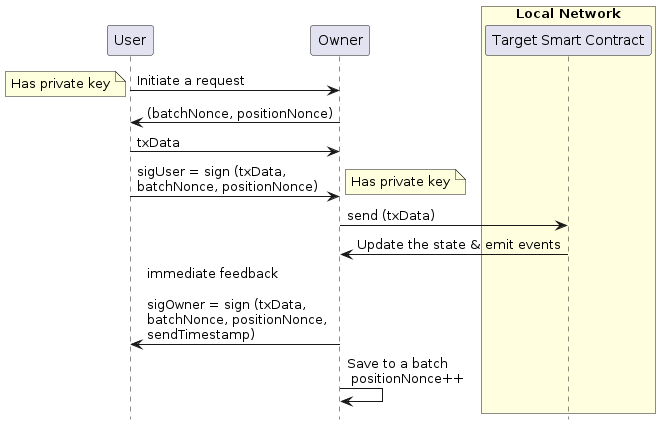 Local Network
User
Owner
Target Smart Contract
Has private key
Initiate a request
(batchNonce, positionNonce)
txData
sigUser = sign (txData,
batchNonce, positionNonce)
Has private key
send (txData)
Update the state & emit events
immediate feedback
sigOwner = sign (txData,
batchNonce, positionNonce,
sendTimestamp)
Save to a batch
positionNonce++